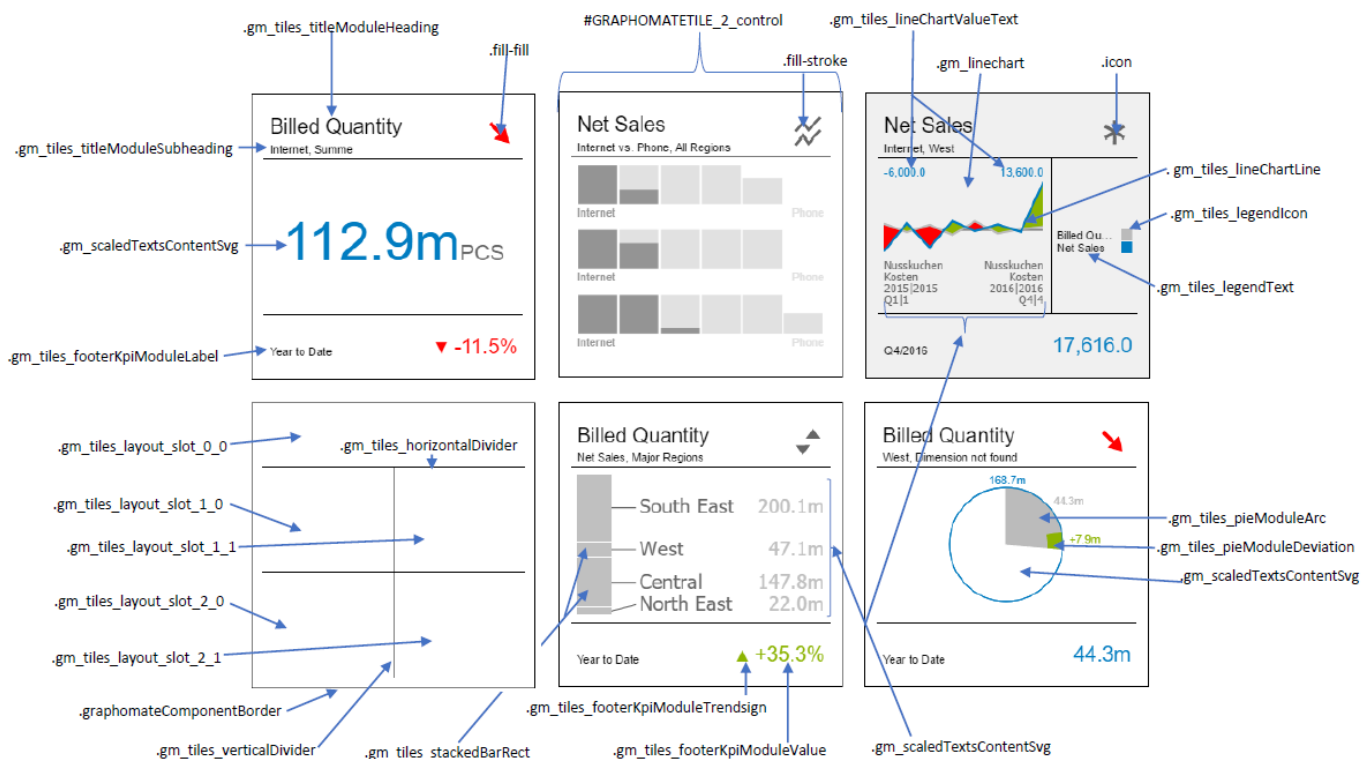 .gm_tiles_titleModuleHeading
#GRAPHOMATETILE_2_control
.gm_tiles_lineChartValueText
.fill-fill
.fill-stroke
.gm_linechart
.icon
Billed Quantity
Internet, Summe
.gm_tiles_titleModuleSubheading
112.9m PCS
.gm_scaledTextsContentSvg
Year to Date
▼ -11.5%
.gm_tiles_footerKpiModuleLabel
Net Sales
Internet vs. Phone, All Regions
Internet Phone
Internet Phone
Internet Phone
Net Sales
Internet, West
-6,000.0 13,600.0
Billed Qu...
Net Sales
Nusskuchen Nusskuchen
Kosten Kosten
2015|2015 2016|2016
Q1|1 Q4|4
Q4/2016 17,616.0
.gm_tiles_lineChartLine
.gm_tiles_legendIcon
.gm_tiles_legendText
.gm_tiles_layout_slot_0_0
.gm_tiles_horizontalDivider
.gm_tiles_layout_slot_1_0
.gm_tiles_layout_slot_1_1
.gm_tiles_layout_slot_2_0
.gm_tiles_layout_slot_2_1
.graphomateComponentBorder
.gm_tiles_verticalDivider
.gm_tiles_stackedBarRect
Billed Quantity
Net Sales, Major Regions
South East 200.1m
West 47.1m
Central 147.8m
North East 22.0m
Year to Date ▲ +35.3%
.gm_tiles_footerKpiModuleTrendsign
.gm_tiles_footerKpiModuleValue
.gm_scaledTextsContentSvg
Billed Quantity
West, Dimension not found
168.7m
44.3m
+7.9m
Year to Date 44.3m
.gm_tiles_pieModuleArc
.gm_tiles_pieModuleDeviation
.gm_scaledTextsContentSvg